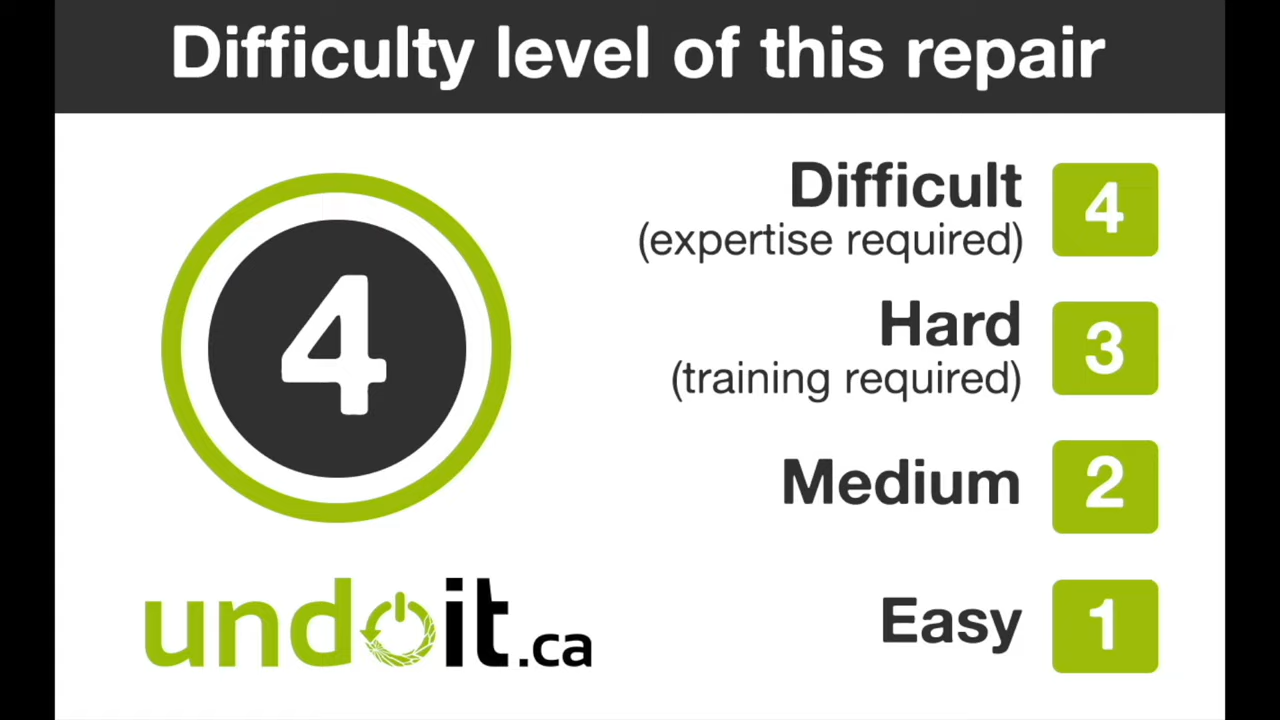 Difficulty level of this repair
4
Difficult 4
(expertise required)
Hard 3
(training required)
Medium 2
Easy 1
undoit.ca